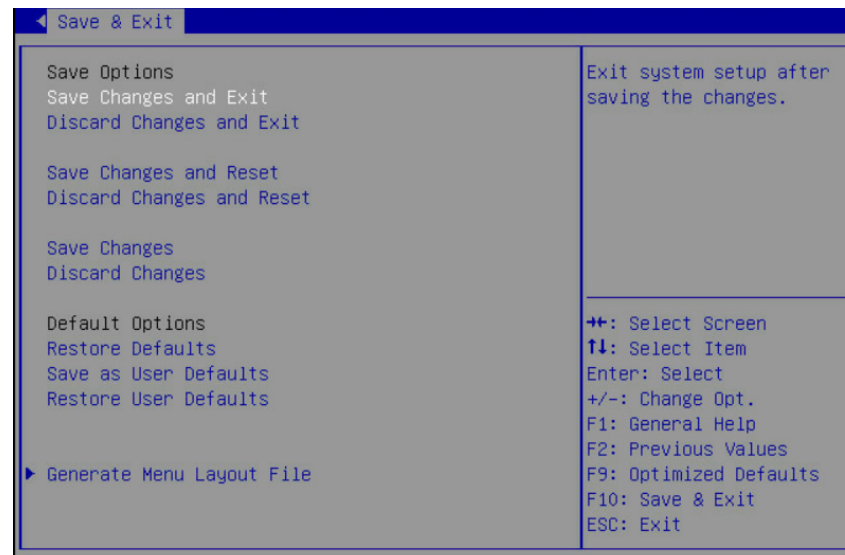 Save & Exit
Save Options
Save Changes and Exit
Discard Changes and Exit
Save Changes and Reset
Discard Changes and Reset
Save Changes
Discard Changes
Default Options
Restore Defaults
Save as User Defaults
Restore User Defaults
Generate Menu Layout File
Exit system setup after
saving the changes.
→←: Select Screen
↑↓: Select Item
Enter: Select
+/-: Change Opt.
F1: General Help
F2: Previous Values
F9: Optimized Defaults
F10: Save & Exit
ESC: Exit